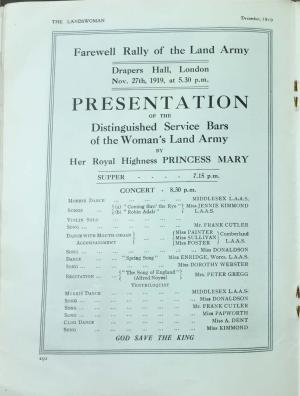 THE LANDSWOMAN December, 1919
Farewell Rally of the Land Army
Drapers Hall, London
Nov. 27th, 1919, at 5.30 p.m.
PRESENTATION
OF THE
Distinguished Service Bars
of the Woman's Land Army
BY
Her Royal Highness PRINCESS MARY
SUPPER - - - - 7.15 p.m.
CONCERT - 8.30 p.m.
MORRIS DANCE ... ... ... MIDDLESEX L.A.A.S.
SONGS ... {(a) "Coming thro' the Rye" } Miss JENNIE KIMMOND
{(b) "Robin Adair" } L.A.A.S.
VIOLIN SOLO ... ... ...
SONG ... ... ... Mr. FRANK CUTLER
DANCE WITH MOUTH ORGAN } {Miss PAINTER } Cumberland
{Miss SULLIVAN }
ACCOMPANIMENT {Miss FOSTER } L.A.A.S.
SONG ... ... ... Miss DONALDSON
DANCE ... "Spring Song" Miss ENRIDGE, Worcs. L.A.A.S.
SONG ... ... ... Miss DOROTHY WEBSTER
RECITATION ... {"The Song of England" } Mrs. PETER GREGG
(Alfred Noyes)
VENTRILOQUIST
MORRIS DANCE ... ... ... MIDDLESEX L.A.A.S.
SONG ... ... ... Miss DONALDSON
SONG ... ... ... Mr. FRANK CUTLER
SONG ... ... ... Miss PAPWORTH
CLOG DANCE ... ... ... Miss A. DENT
SONG ... ... ... Miss KIMMOND
GOD SAVE THE KING
292